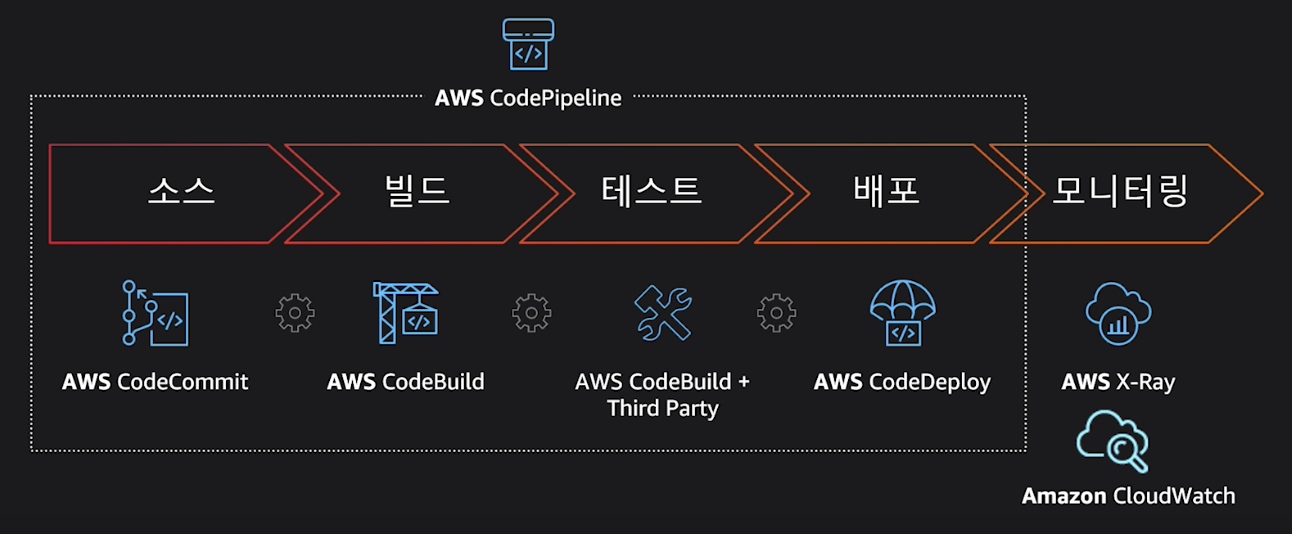 </>
AWS CodePipeline
소스
빌드
테스트
배포
모니터링
</>
</>
</>
AWS CodeCommit
AWS CodeBuild
AWS CodeBuild +
Third Party
AWS CodeDeploy
AWS X-Ray
Amazon CloudWatch